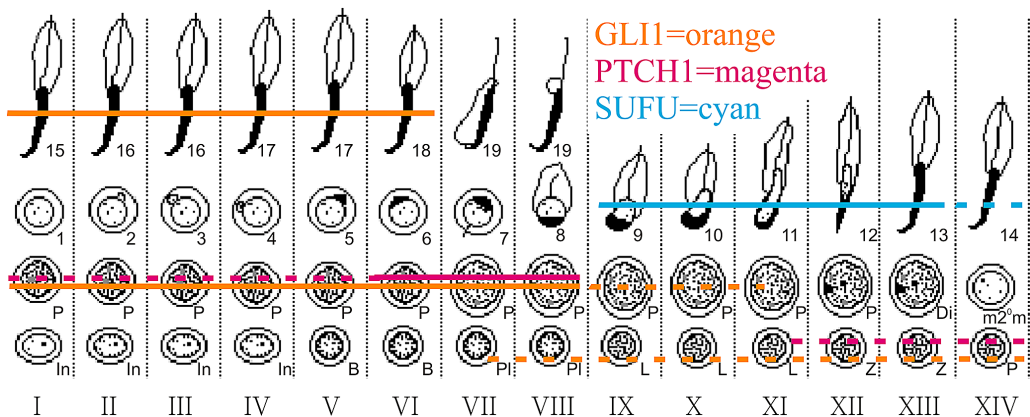 GLI1=orange
PTCH1=magenta
SUFU=cyan
15 16 16 17 17 18 19 19
1 2 3 4 5 6 7 8 9 10 11 12 13 14
P P P P P P P P P P P P Di m2°m
In In In In B B Pl Pl L L L Z Z P
I II III IV V VI VII VIII IX X XI XII XIII XIV